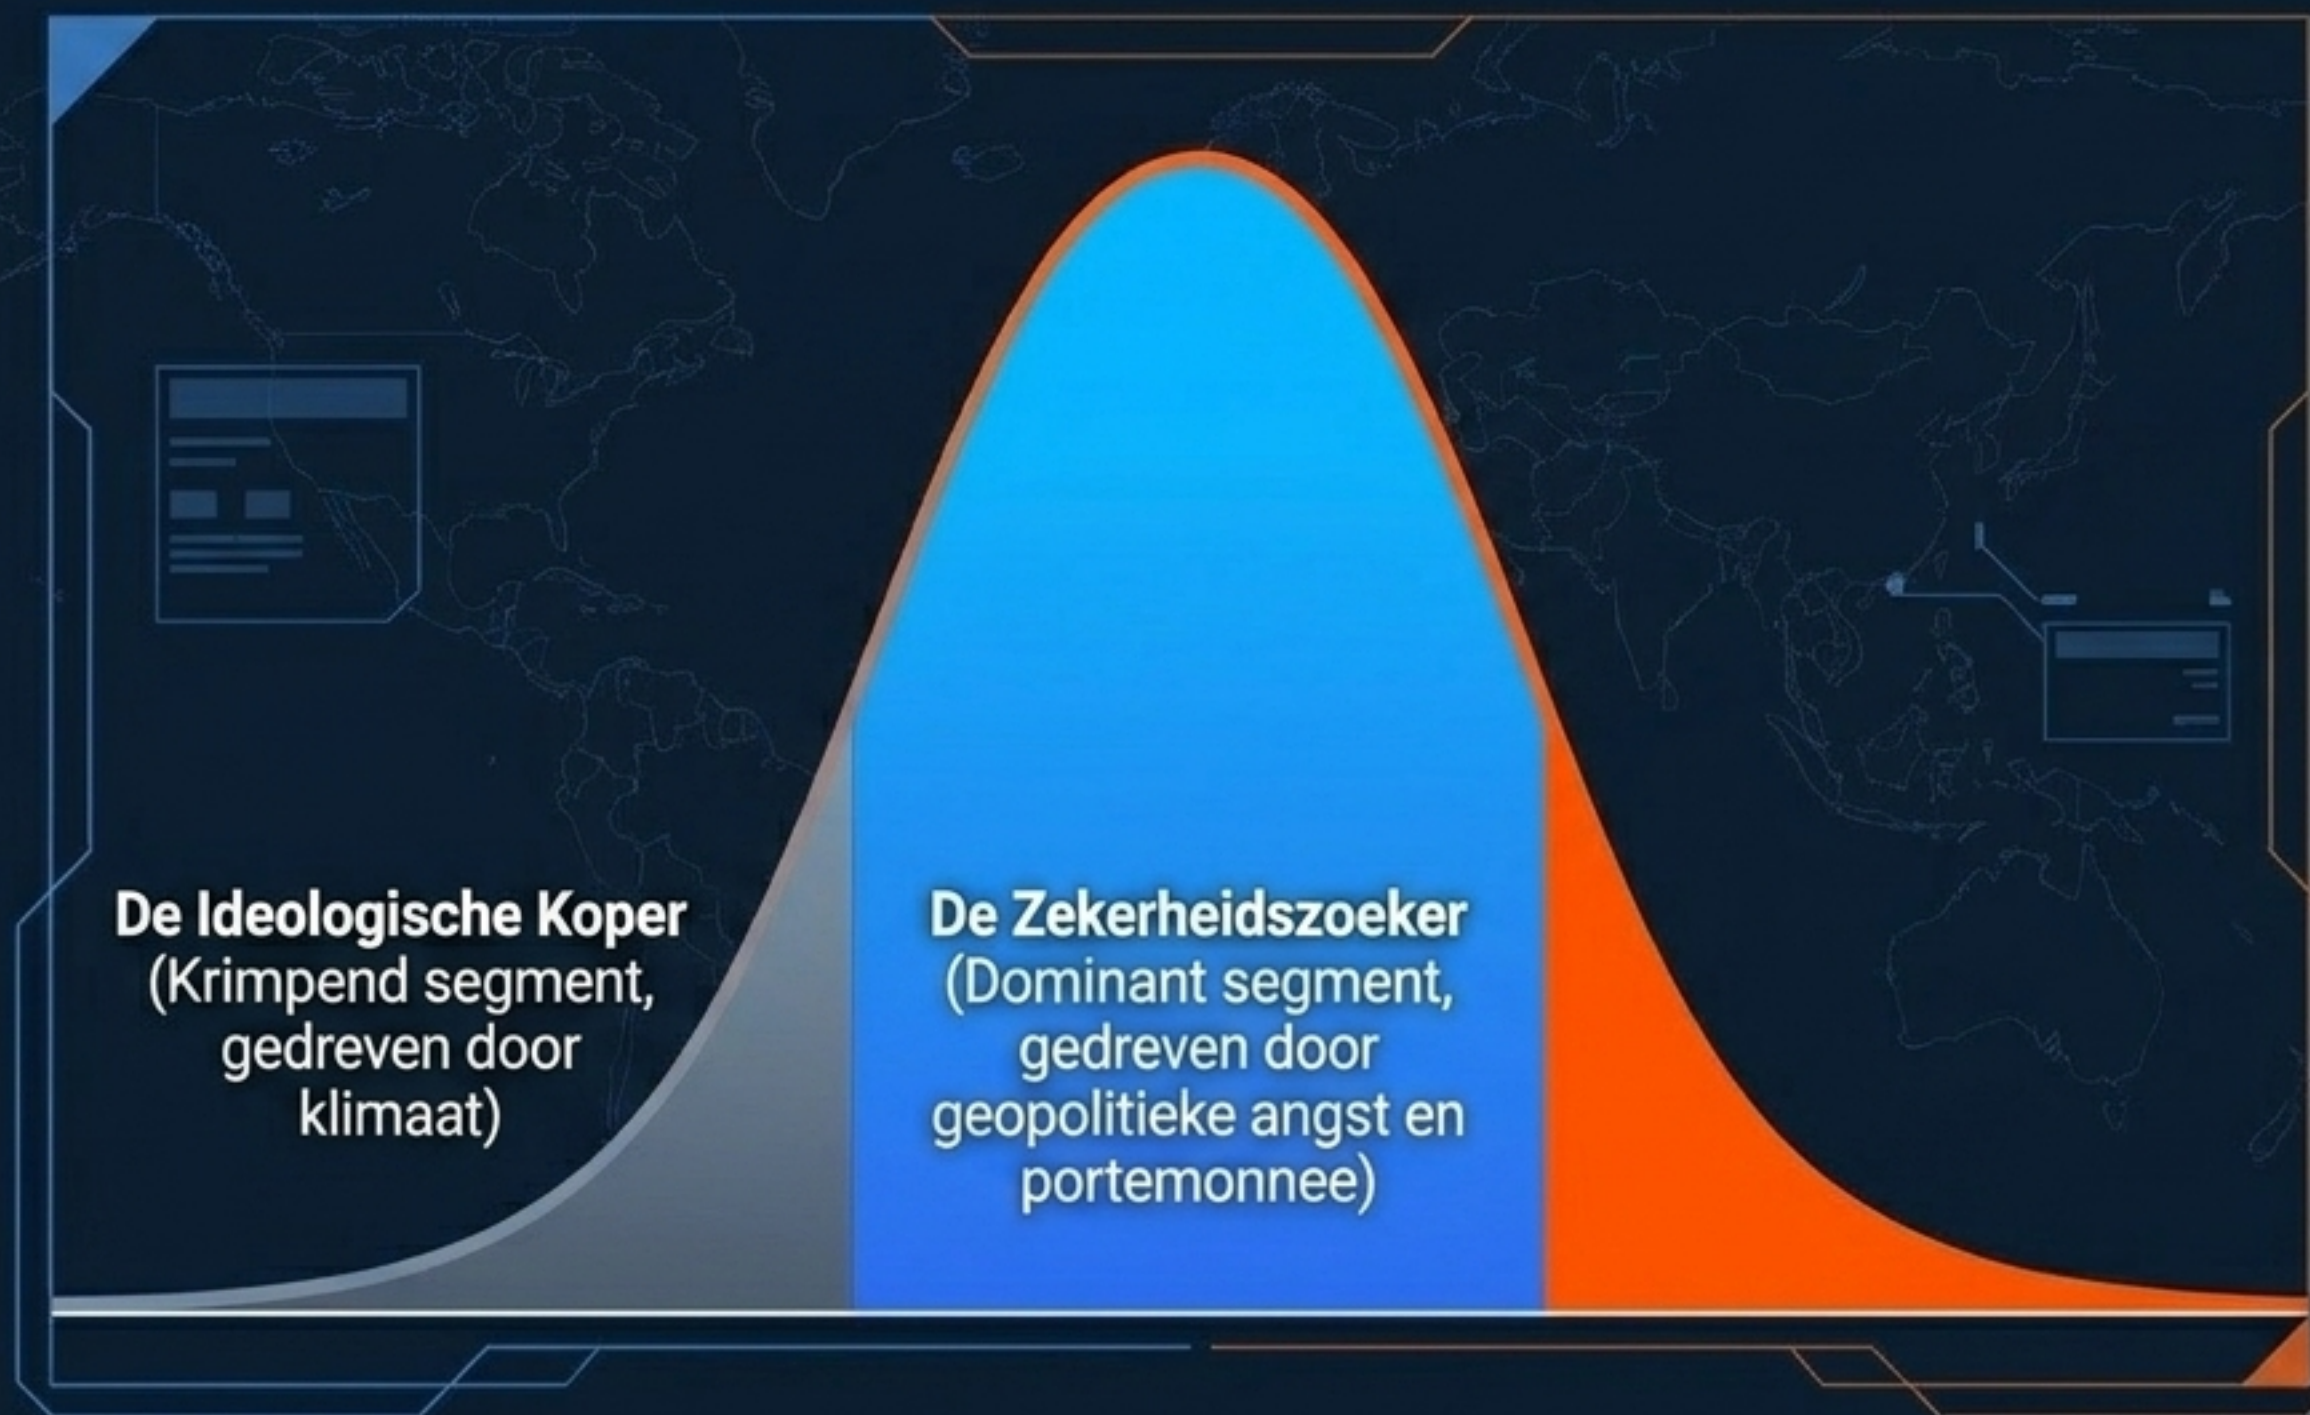 De Ideologische Koper
(Krimpend segment,
gedreven door
klimaat)
De Zekerheidszoeker
(Dominant segment,
gedreven door
geopolitieke angst en
portemonnee)